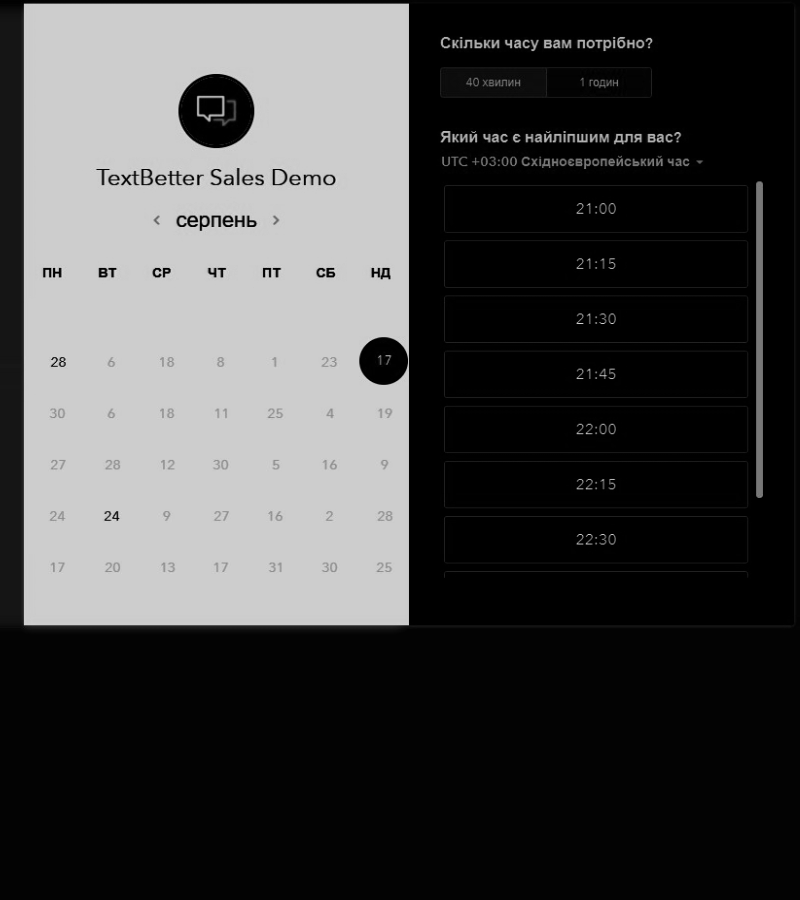 TextBetter Sales Demo
серпень
ПН ВТ СР ЧТ ПТ СБ НД
28 6 18 8 1 23 17
30 6 18 11 25 4 19
27 28 12 30 5 16 9
24 24 9 27 16 2 28
17 20 13 17 31 30 25
Скільки часу вам потрібно?
40 хвилин 1 годин
Який час є найліпшим для вас?
UTC +03:00 Східноєвропейський час
21:00
21:15
21:30
21:45
22:00
22:15
22:30